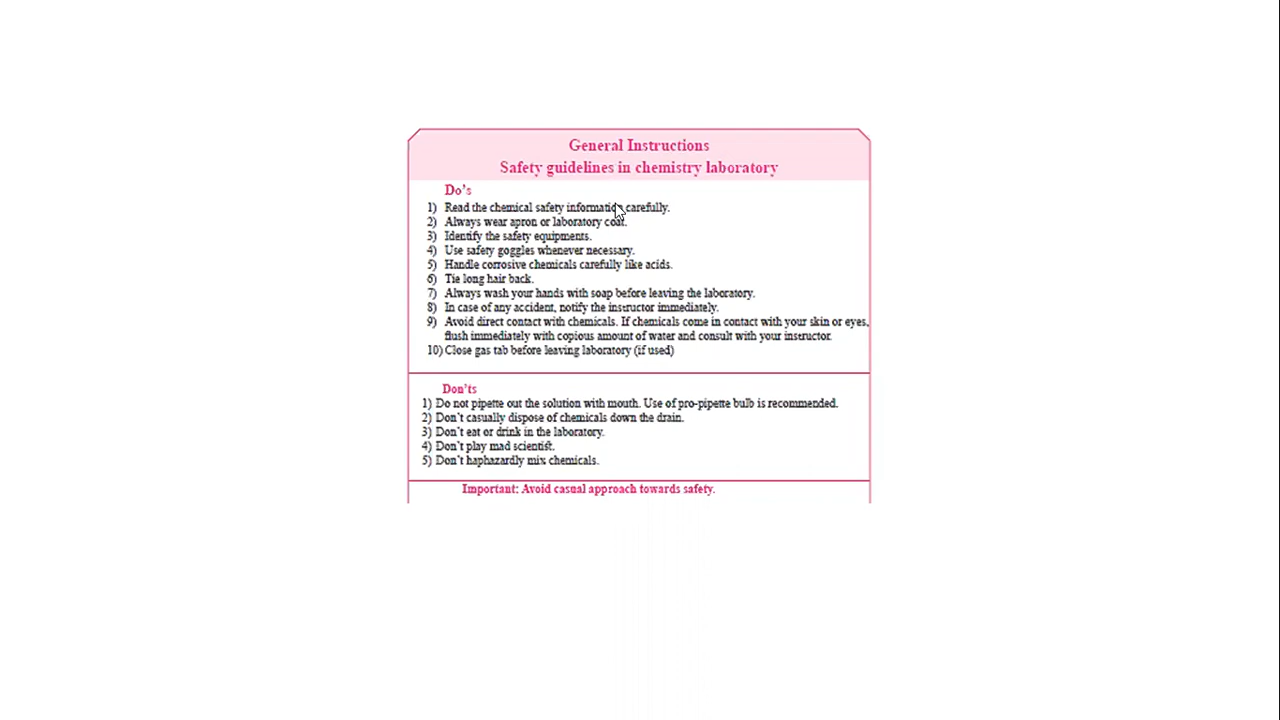 General Instructions
Safety guidelines in chemistry laboratory
Do's
1) Read the chemical safety information carefully.
2) Always wear apron or laboratory coat.
3) Identify the safety equipments.
4) Use safety goggles whenever necessary.
5) Handle corrosive chemicals carefully like acids.
6) Tie long hair back.
7) Always wash your hands with soap before leaving the laboratory.
8) In case of any accident, notify the instructor immediately.
9) Avoid direct contact with chemicals. If chemicals come in contact with your skin or eyes,
flush immediately with copious amount of water and consult with your instructor.
10) Close gas tab before leaving laboratory (if used)
Don'ts
1) Do not pipette out the solution with mouth. Use of pro-pipette bulb is recommended.
2) Don't casually dispose of chemicals down the drain.
3) Don't eat or drink in the laboratory.
4) Don't play mad scientist.
5) Don't haphazardly mix chemicals.
Important: Avoid casual approach towards safety.